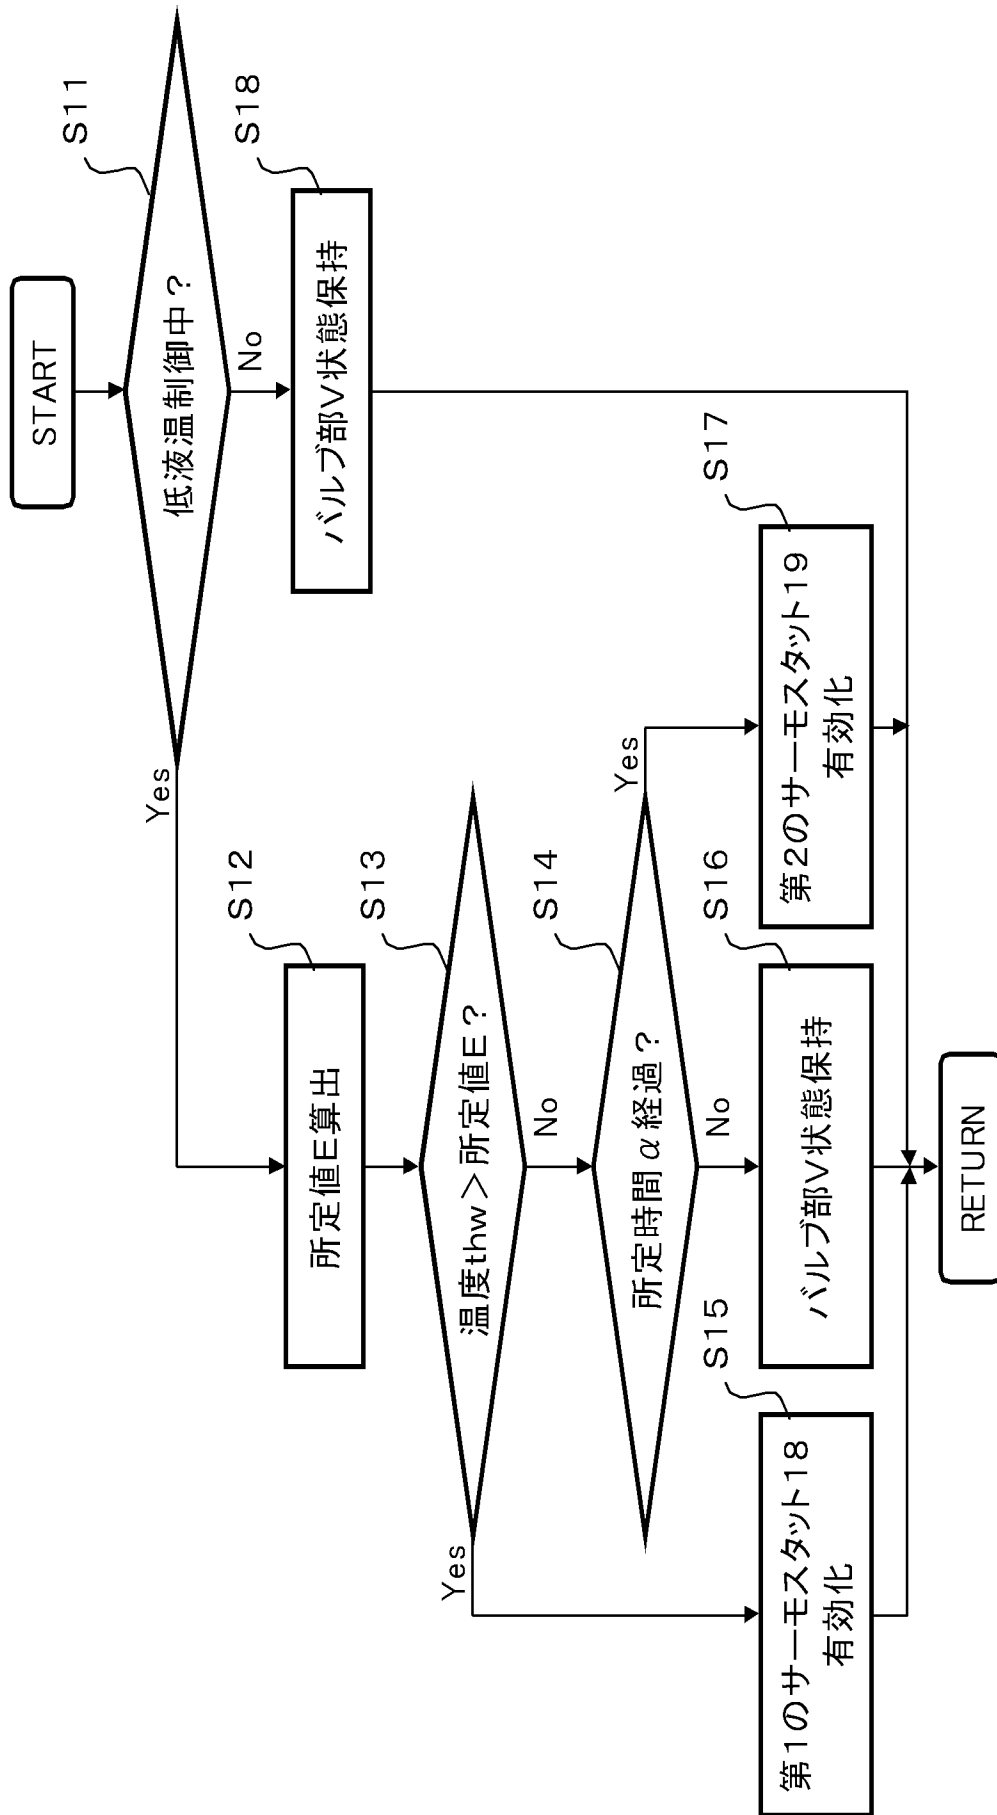 START
S11
低液温制御中？
Yes
No
S12
所定値E算出
S18
バルブ部V状態保持
S13
温度thw＞所定値E？
Yes
No
S14
所定時間α経過？
Yes
No
S15
第1のサーモスタット18
有効化
S16
バルブ部V状態保持
S17
第2のサーモスタット19
有効化
RETURN